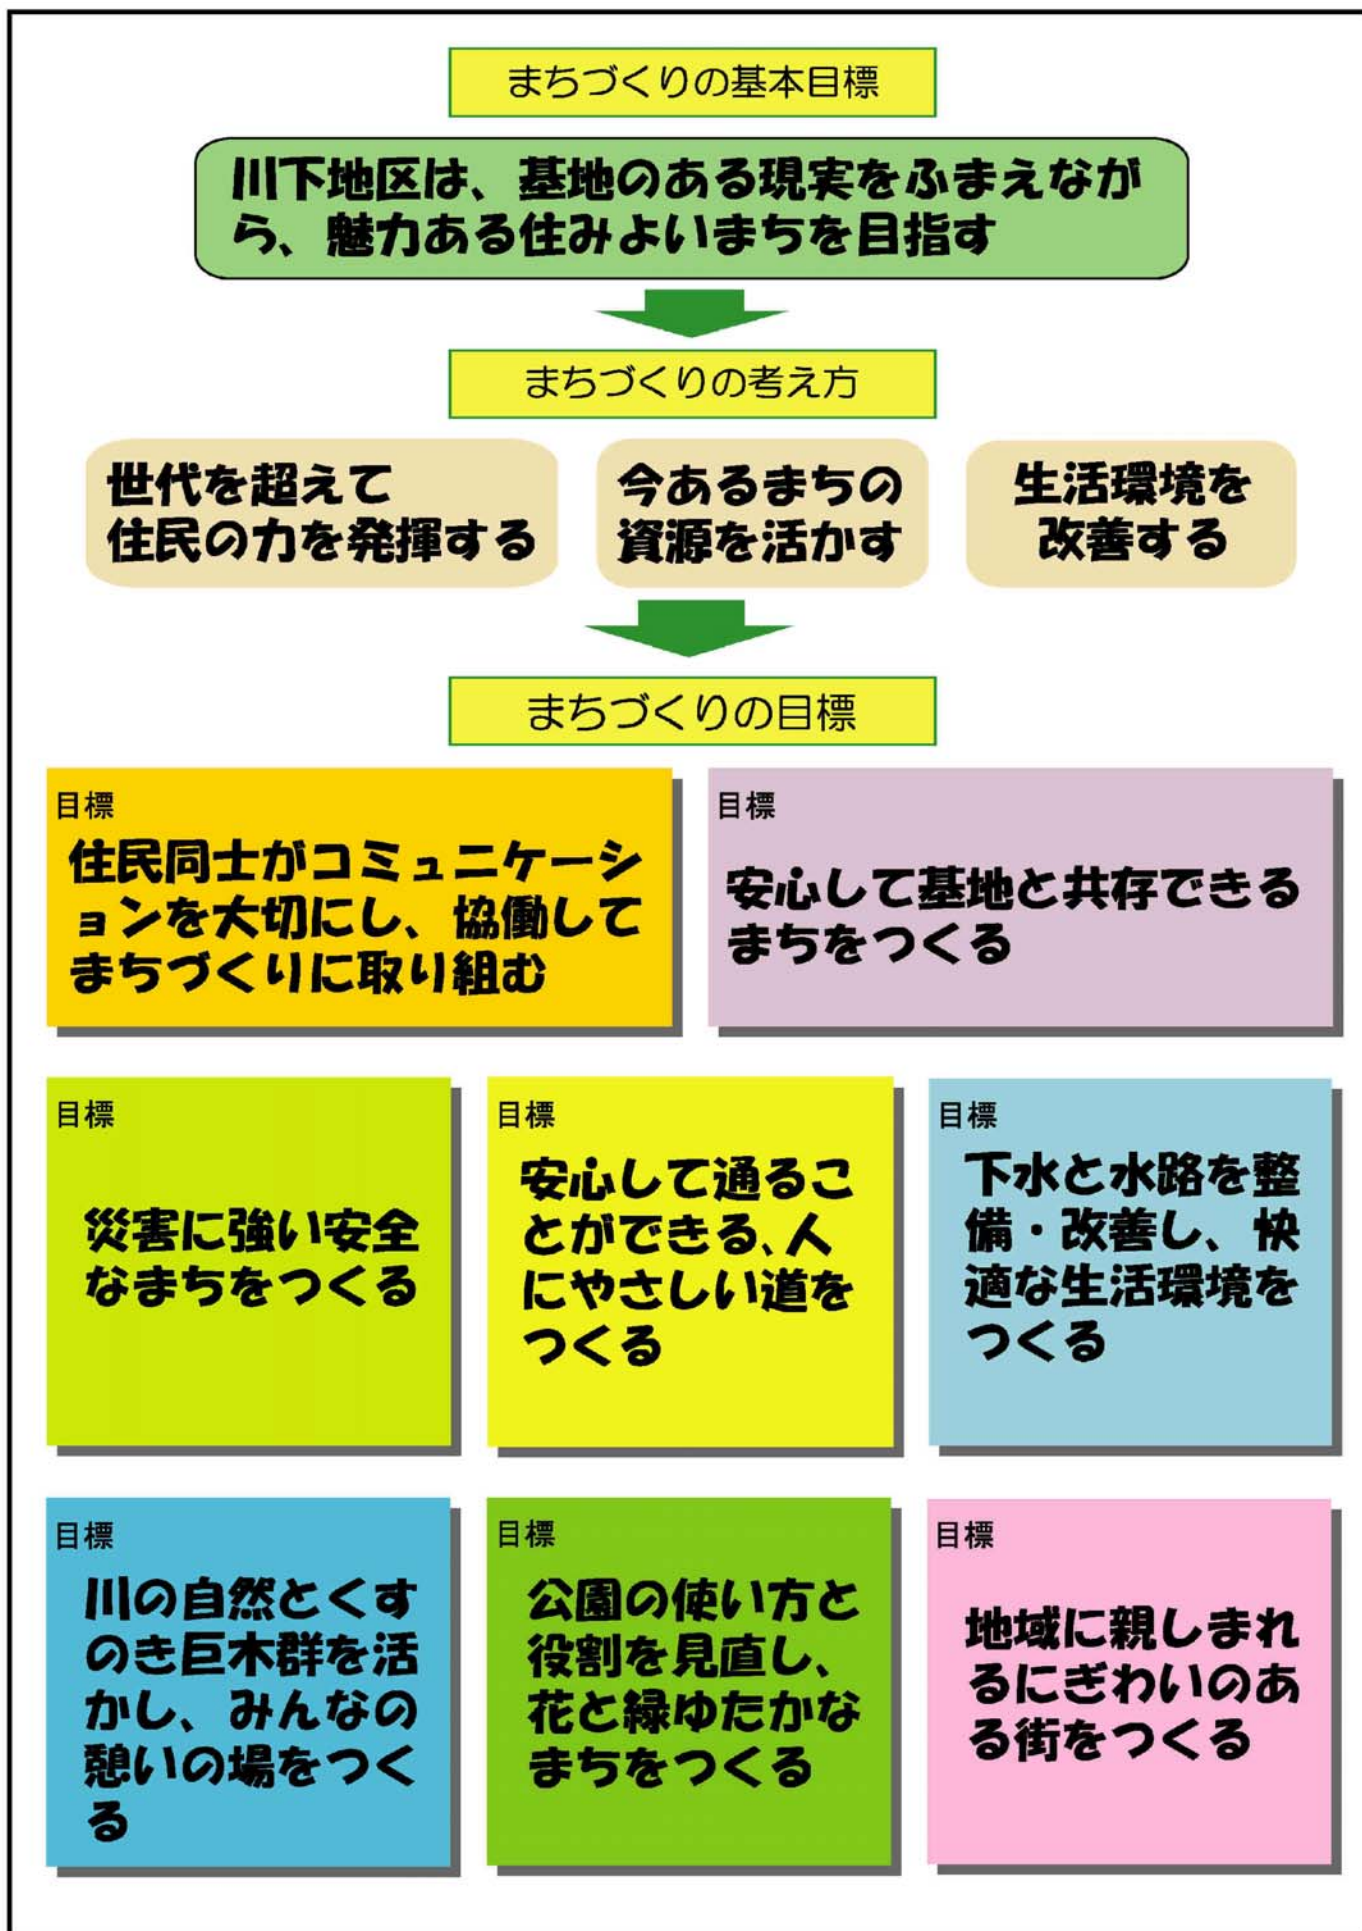 まちづくりの基本目標
川下地区は、基地のある現実をふまえなが
ら、魅力ある住みよいまちを目指す
まちづくりの考え方
世代を超えて
住民の力を発揮する
今あるまちの
資源を活かす
生活環境を
改善する
まちづくりの目標
目標
住民同士がコミュニケーシ
ョンを大切にし、協働して
まちづくりに取り組む
目標
安心して基地と共存できる
まちをつくる
目標
災害に強い安全
なまちをつくる
目標
安心して通るこ
とができる、人
にやさしい道を
つくる
目標
下水と水路を整
備・改善し、快
適な生活環境を
つくる
目標
川の自然とくす
のき巨木群を活
かし、みんなの
憩いの場をつく
る
目標
公園の使い方と
役割を見直し、
花と緑ゆたかな
まちをつくる
目標
地域に親しまれ
るにぎわいのあ
る街をつくる